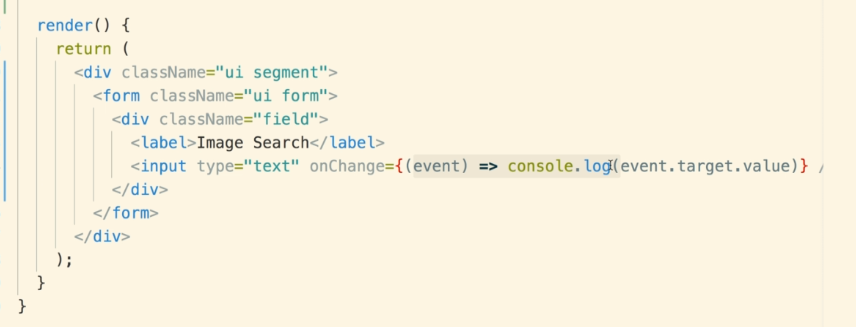 render() {
return (
<div className="ui segment">
<form className="ui form">
<div className="field">
<label>Image Search</label>
<input type="text" onChange={(event) => console.log(event.target.value)} /
</div>
</form>
</div>
);
}
}